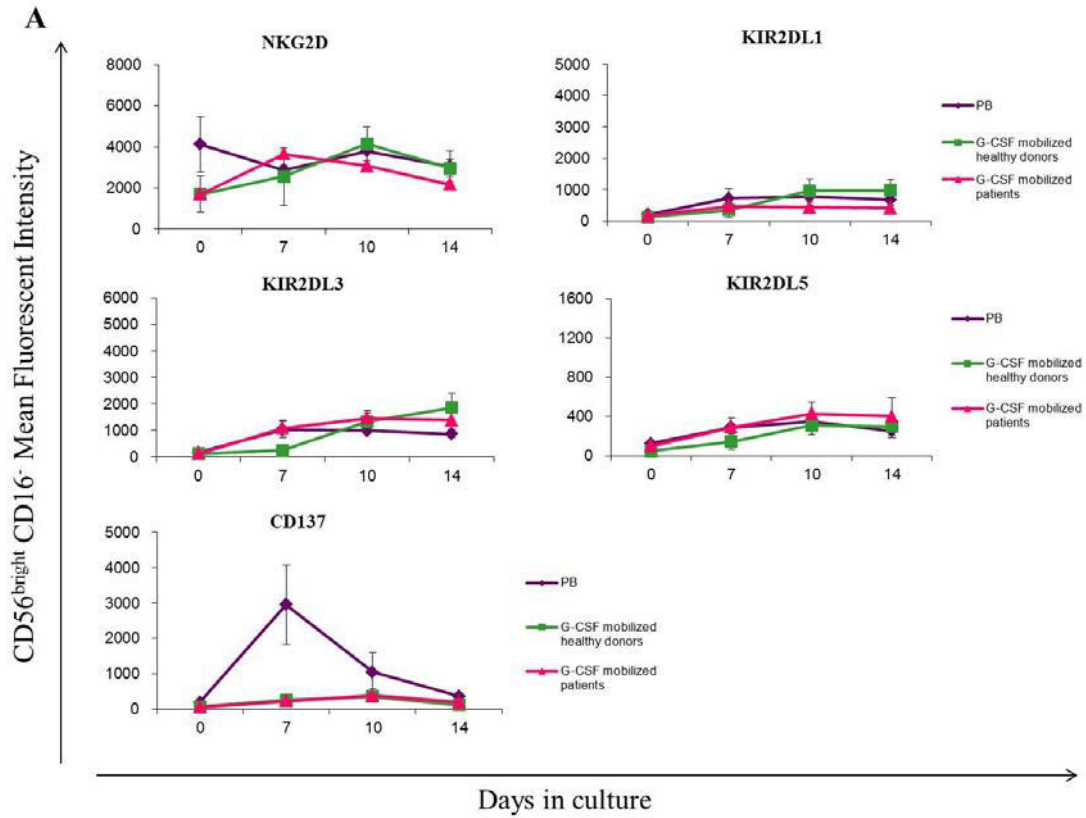 A
CD56bright CD16- Mean Fluorescent Intensity
NKG2D
8000
6000
4000
2000
0
0 7 10 14
KIR2DL1
5000
4000
3000
2000
1000
0
0 7 10 14
PB
G-CSF mobilized
healthy donors
G-CSF mobilized
patients
KIR2DL3
6000
5000
4000
3000
2000
1000
0
0 7 10 14
KIR2DL5
1600
1200
800
400
0
0 7 10 14
PB
G-CSF mobilized
healthy donors
G-CSF mobilized
patients
CD137
5000
4000
3000
2000
1000
0
0 7 10 14
PB
G-CSF mobilized
healthy donors
G-CSF mobilized
patients
Days in culture